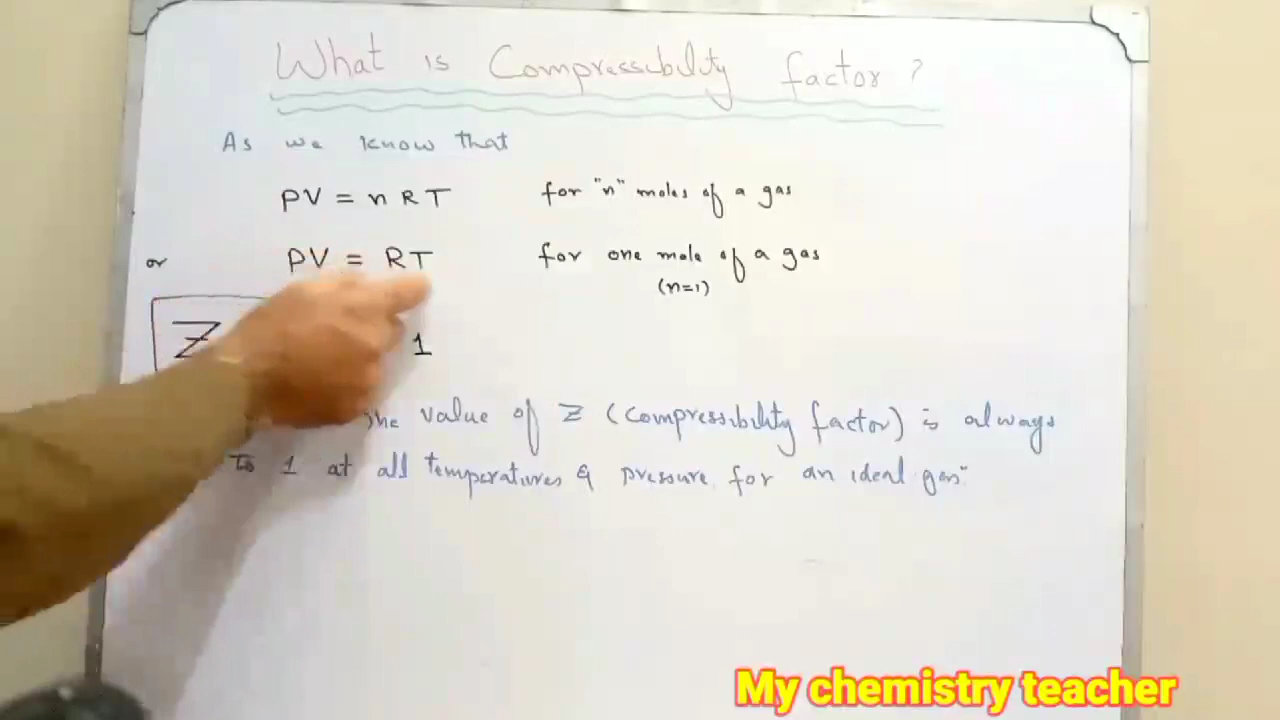 What is Compressibility factor ?
As we know that
PV = n R T for "n" moles of a gas
or PV = RT for one mole of a gas
(n=1)
Z 1
the value of Z (Compressibility factor) is always
to 1 at all temperatures & pressure for an ideal gas"
My chemistry teacher